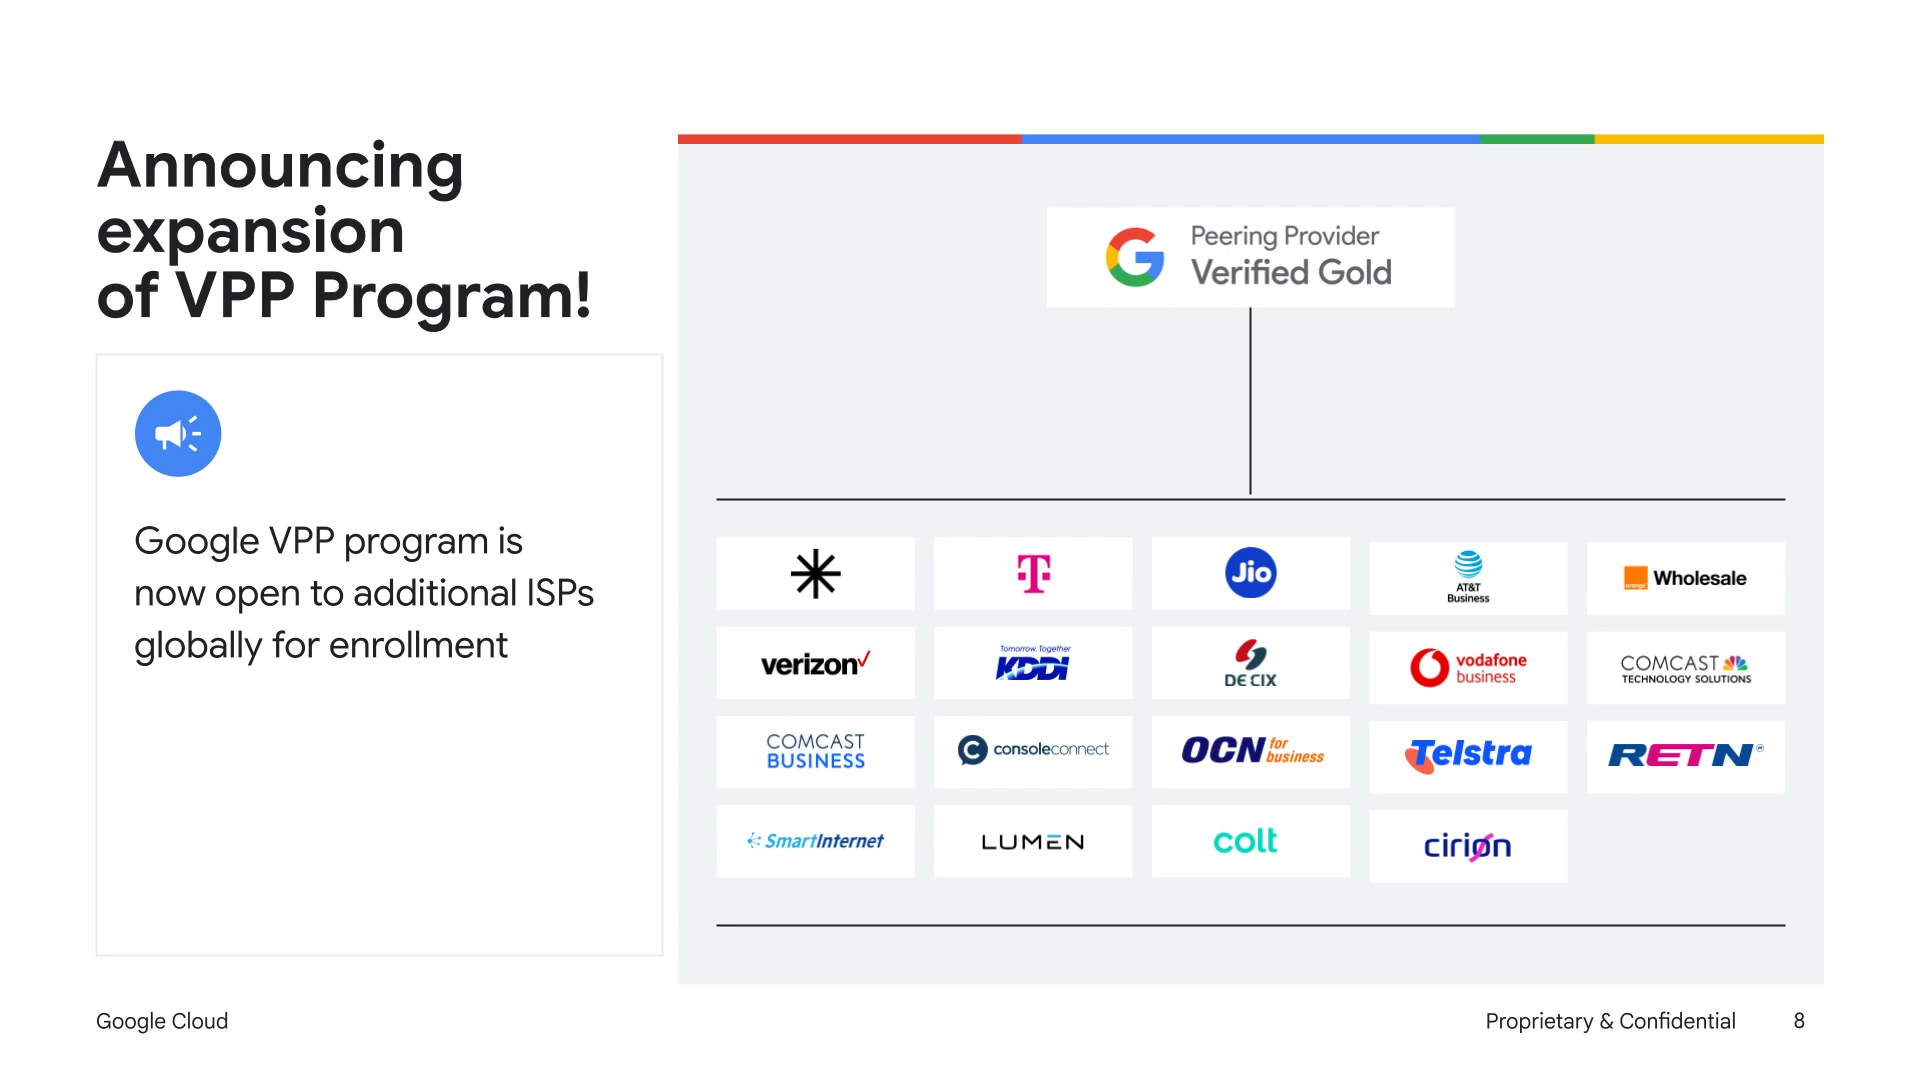 Announcing
expansion
of VPP Program!
Google VPP program is
now open to additional ISPs
globally for enrollment
Peering Provider
Verified Gold
T
Jio
AT&T
Business
orange
Wholesale
verizon
Tomorrow, Together
KDDI
DE CIX
vodafone
business
COMCAST
TECHNOLOGY SOLUTIONS
COMCAST
BUSINESS
consoleconnect
OCN for
business
Telstra
RETN
SmartInternet
LUMEN
colt
cirion
Google Cloud
Proprietary & Confidential
8